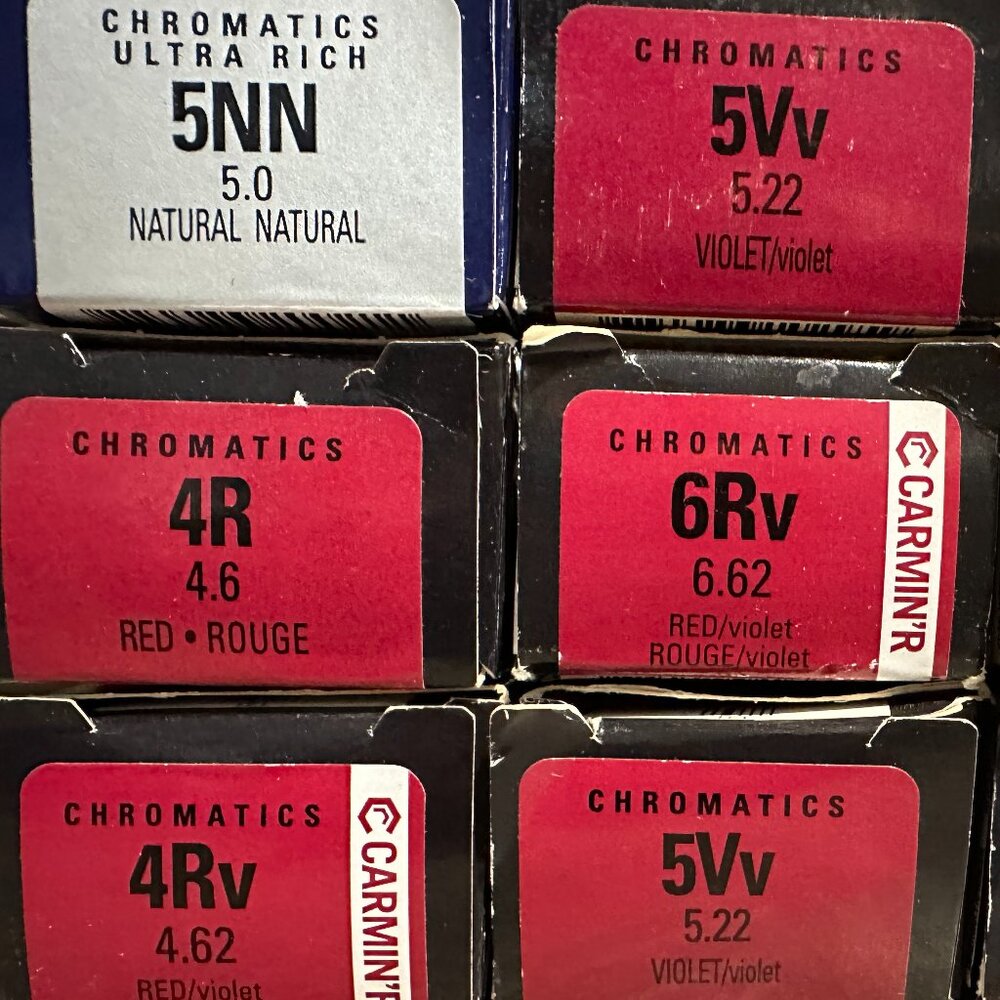 CHROMATICS
ULTRA RICH
5NN
5.0
NATURAL NATURAL
CHROMATICS
5Vv
5.22
VIOLET/violet
CHROMATICS
4R
4.6
RED • ROUGE
CHROMATICS
6Rv
6.62
RED/violet
ROUGE/violet
CARMIN'R
CHROMATICS
4Rv
4.62
RED/violet
CARMIN'R
CHROMATICS
5Vv
5.22
VIOLET/violet